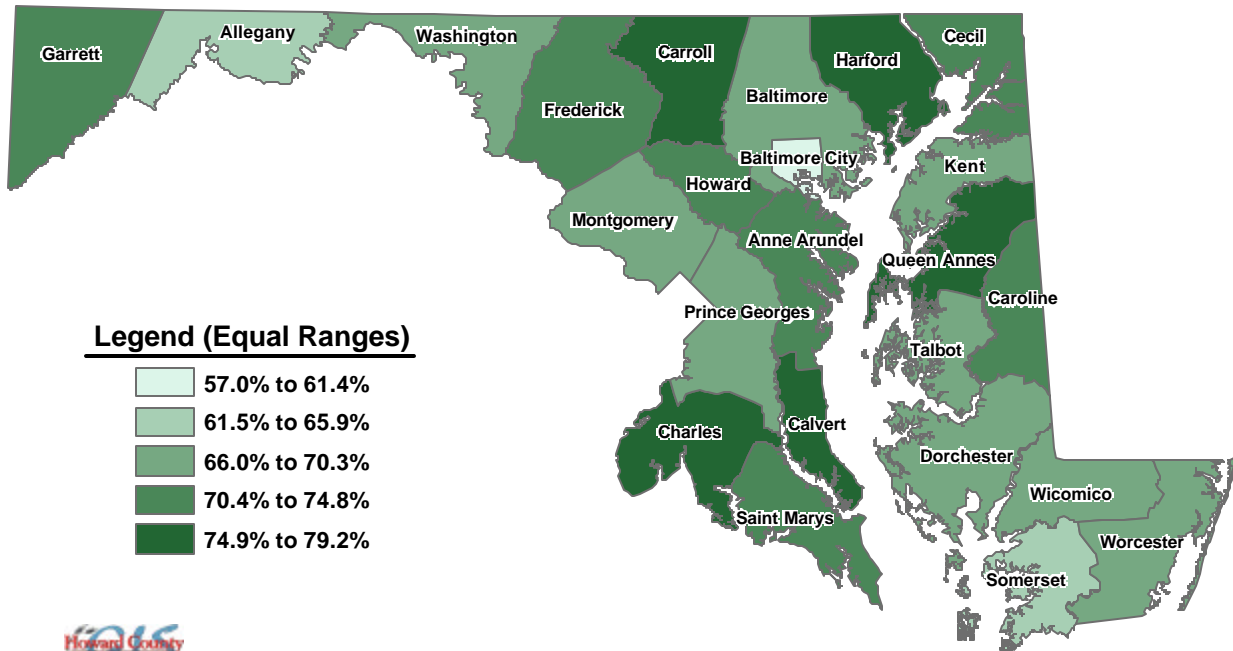 Garrett
Allegany
Washington
Frederick
Carroll
Baltimore
Harford
Cecil
Baltimore City
Howard
Kent
Montgomery
Anne Arundel
Queen Annes
Caroline
Prince Georges
Talbot
Charles
Calvert
Dorchester
Saint Marys
Wicomico
Worcester
Somerset
Legend (Equal Ranges)
57.0% to 61.4%
61.5% to 65.9%
66.0% to 70.3%
70.4% to 74.8%
74.9% to 79.2%
Howard County